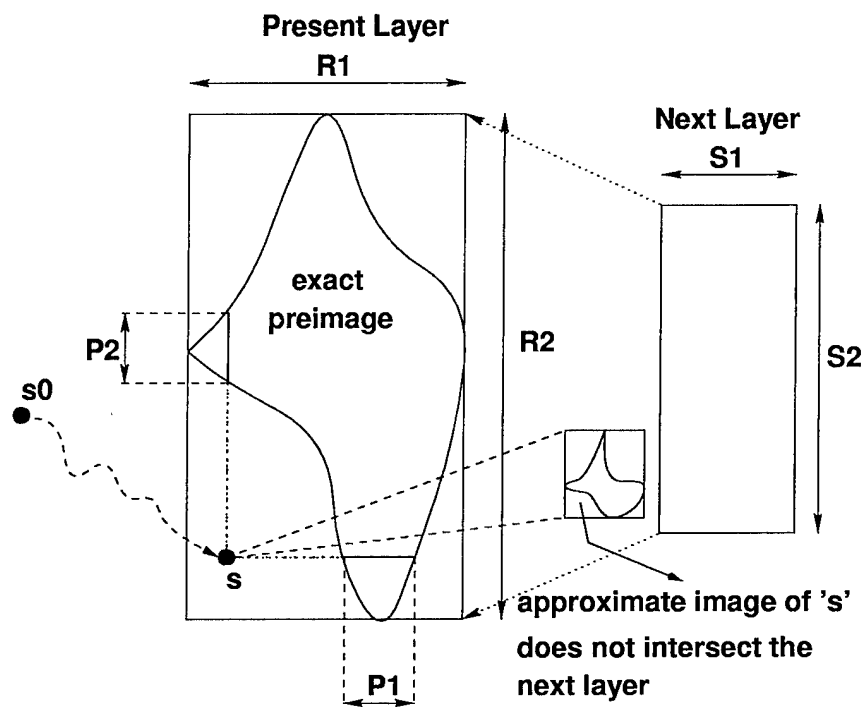 Present Layer
R1
Next Layer
S1
exact
preimage
P2
R2
S2
s0
s
approximate image of 's'
does not intersect the
next layer
P1